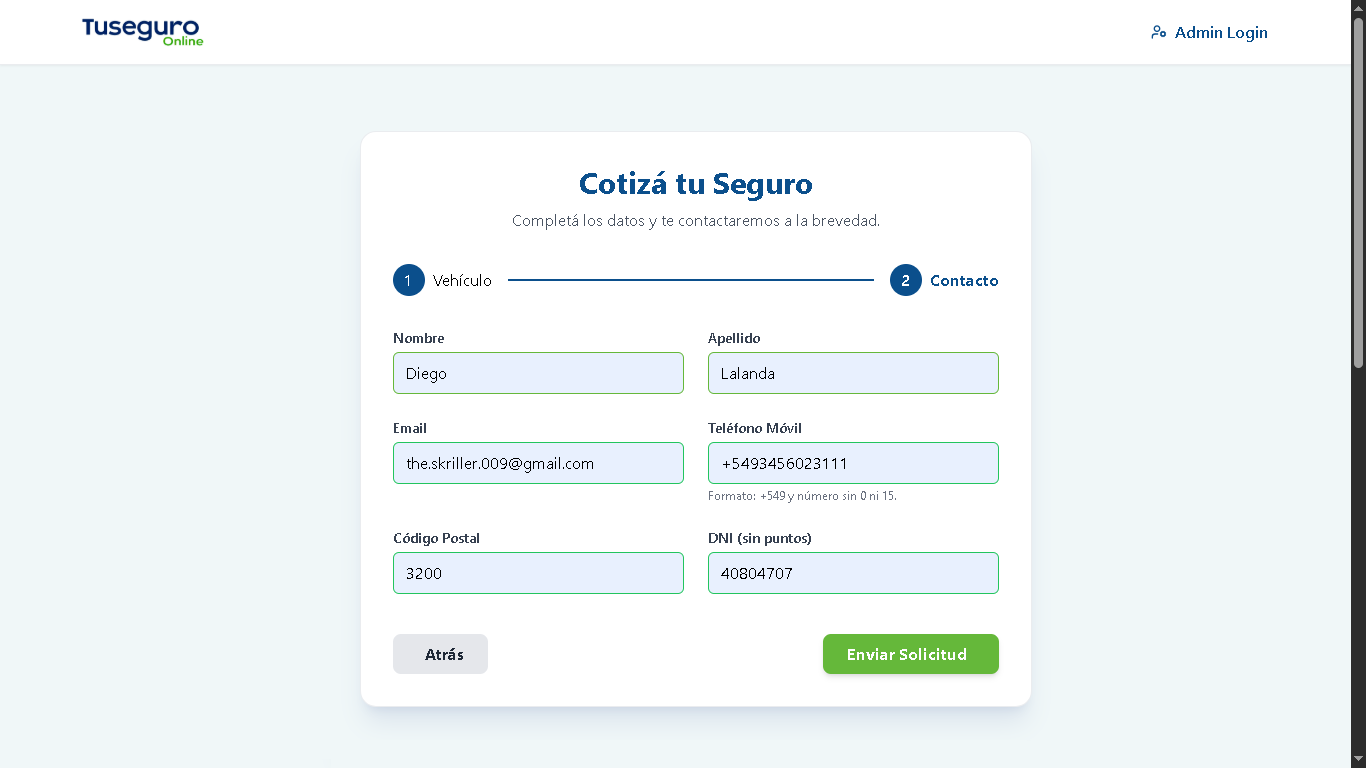 Tuseguro
Online
Admin Login
Cotizá tu Seguro
Completá los datos y te contactaremos a la brevedad.
1 Vehículo 2 Contacto
Nombre Apellido
Diego Lalanda
Email Teléfono Móvil
the.skriller.009@gmail.com +5493456023111
Formato: +549 y número sin 0 ni 15.
Código Postal DNI (sin puntos)
3200 40804707
Atrás Enviar Solicitud